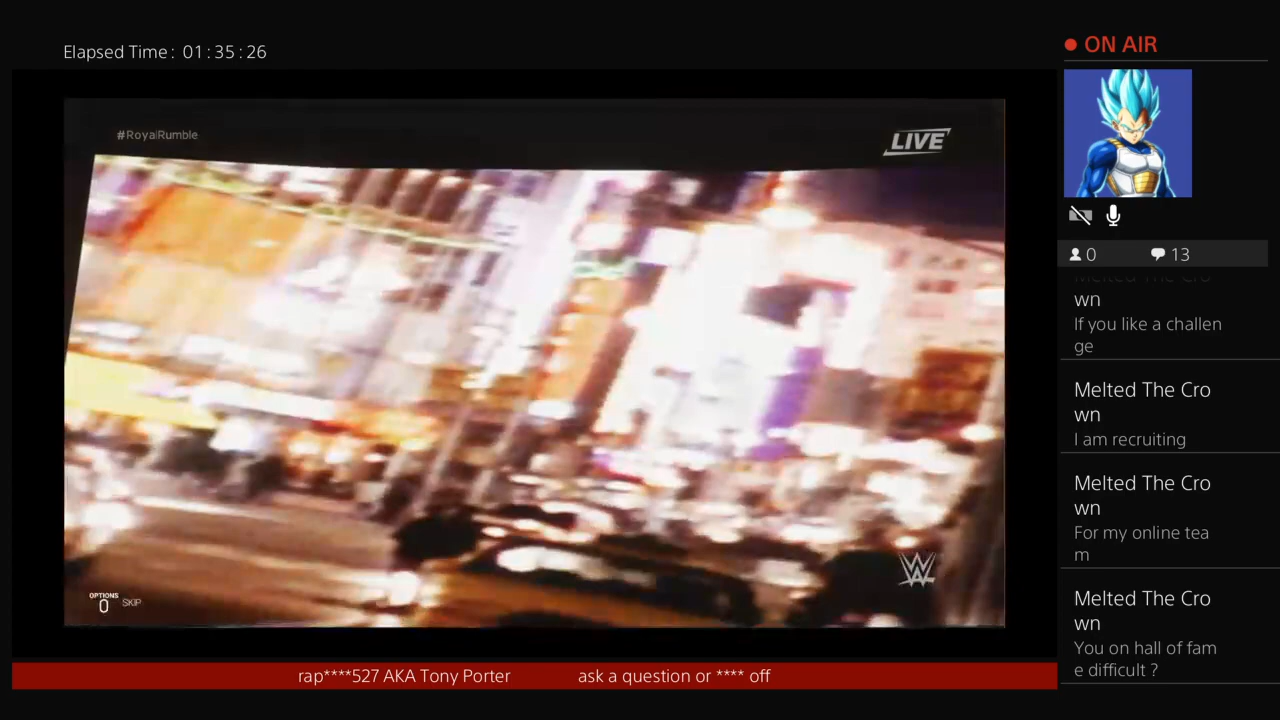 Elapsed Time: 01:35:26
ON AIR
#RoyalRumble
LIVE
0
13
wn
If you like a challen
ge
Melted The Cro
wn
I am recruiting
Melted The Cro
wn
For my online tea
m
Melted The Cro
wn
You on hall of fam
e difficult ?
OPTIONS
SKIP
W
rap****527 AKA Tony Porter ask a question or **** off